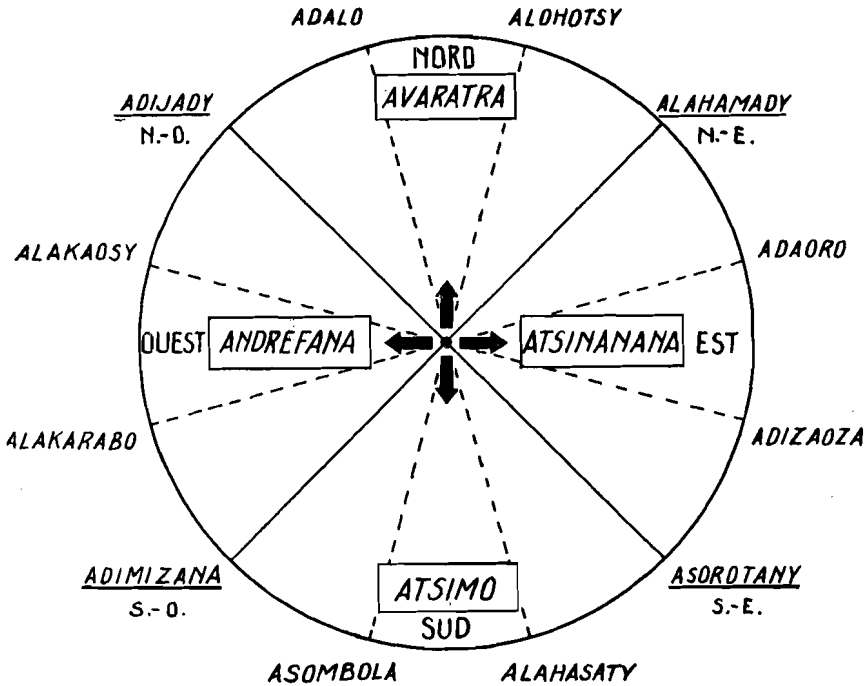 ADALO
ALOHOTSY
NORD
AVARATRA
ADIJADY
N.-O.
ALAHAMADY
N.-E.
ALAKAOSY
ADAORO
OUEST
ANDREFANA
ATSINANANA
EST
ALAKARABO
ADIZAOZA
ADIMIZANA
S.-O.
ATSIMO
SUD
ASOROTANY
S.-E.
ASOMBOLA
ALAHASATY